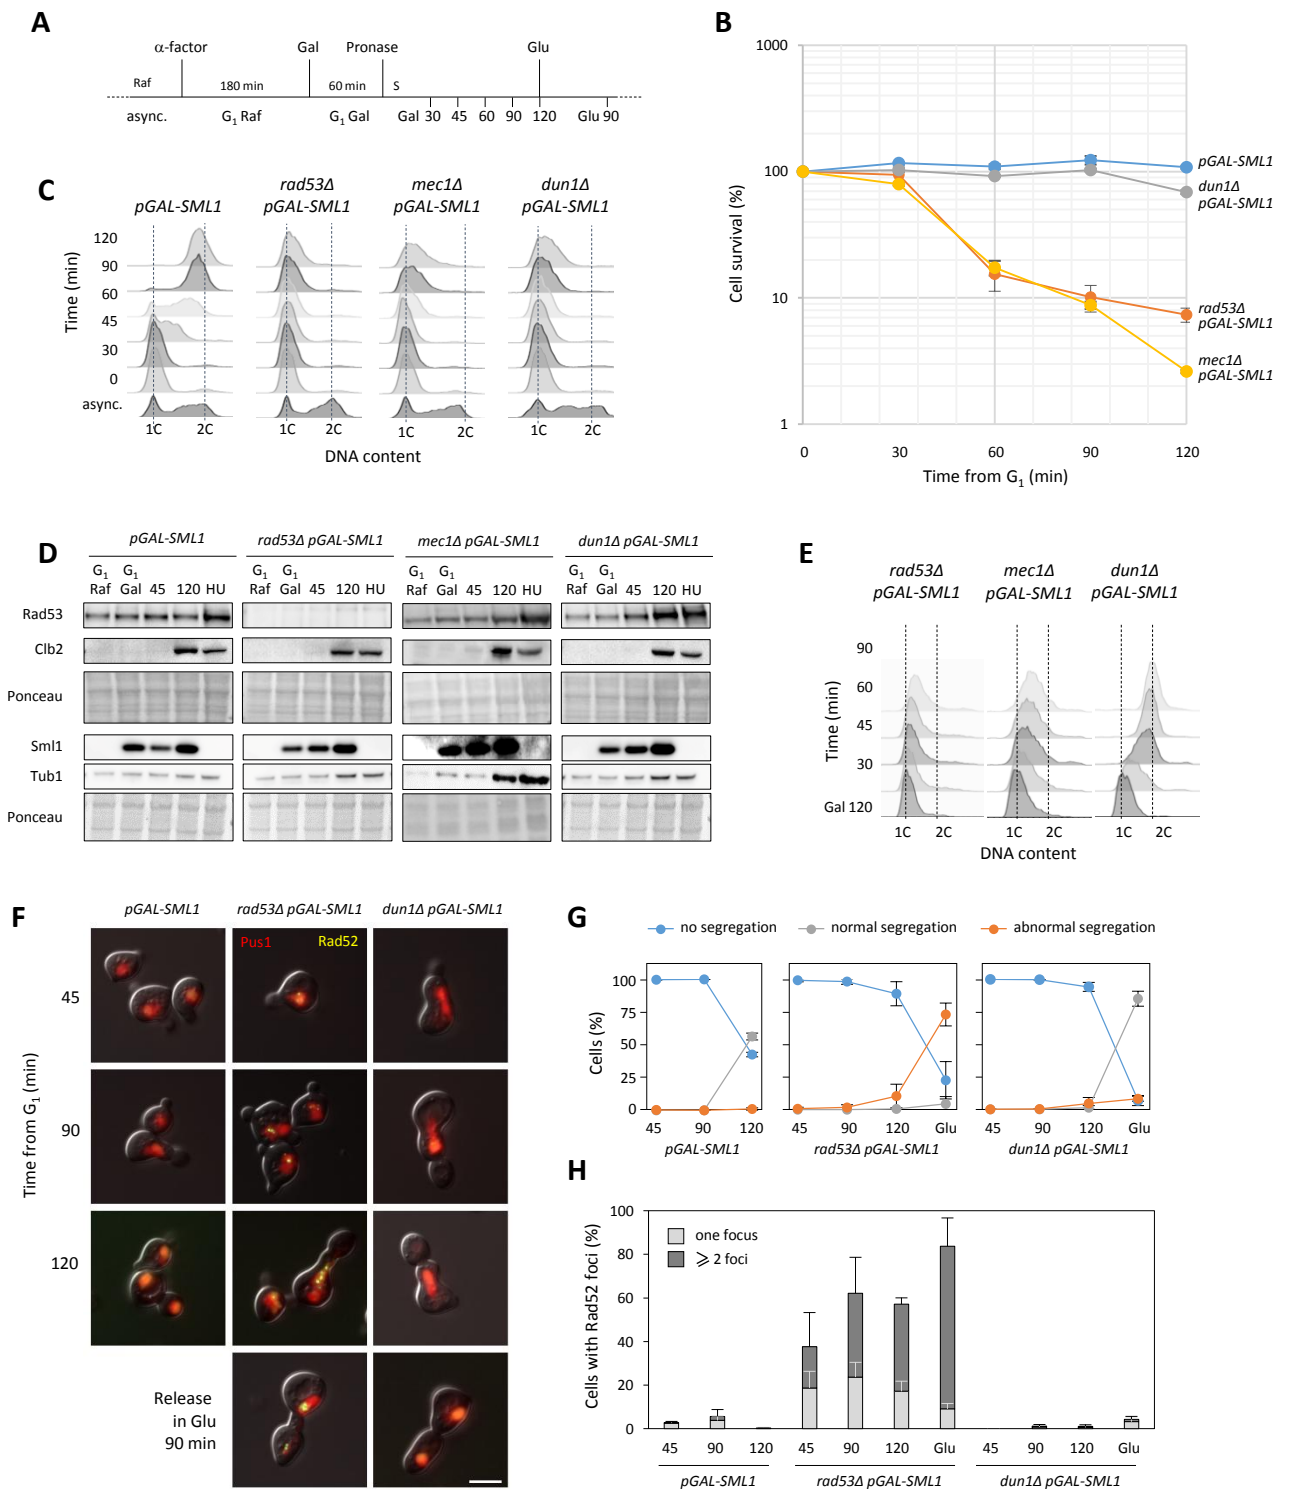 A
α-factor Gal Pronase Glu
Raf 180 min 60 min S
async. G1 Raf G1 Gal Gal 30 45 60 90 120 Glu 90
B
1000
100
10
1
Cell survival (%)
0 30 60 90 120
Time from G1 (min)
pGAL-SML1
dun1Δ
pGAL-SML1
rad53Δ
pGAL-SML1
mec1Δ
pGAL-SML1
C
pGAL-SML1
rad53Δ
pGAL-SML1
mec1Δ
pGAL-SML1
dun1Δ
pGAL-SML1
Time (min)
120
90
60
45
30
0
async.
1C 2C 1C 2C 1C 2C 1C 2C
DNA content
D
pGAL-SML1 rad53Δ pGAL-SML1 mec1Δ pGAL-SML1 dun1Δ pGAL-SML1
G1 G1 G1 G1 G1 G1 G1 G1
Raf Gal 45 120 HU Raf Gal 45 120 HU Raf Gal 45 120 HU Raf Gal 45 120 HU
Rad53
Clb2
Ponceau
Sml1
Tub1
Ponceau
E
rad53Δ
pGAL-SML1
mec1Δ
pGAL-SML1
dun1Δ
pGAL-SML1
Time (min)
90
60
45
30
Gal 120
1C 2C 1C 2C 1C 2C
DNA content
F
pGAL-SML1 rad53Δ pGAL-SML1 dun1Δ pGAL-SML1
Pus1 Rad52
Time from G1 (min)
45
90
120
Release
in Glu
90 min
G
no segregation normal segregation abnormal segregation
Cells (%)
100
75
50
25
0
45 90 120 45 90 120 Glu 45 90 120 Glu
pGAL-SML1 rad53Δ pGAL-SML1 dun1Δ pGAL-SML1
H
Cells with Rad52 foci (%)
100
80
60
40
20
0
one focus
⩾ 2 foci
45 90 120 45 90 120 Glu 45 90 120 Glu
pGAL-SML1 rad53Δ pGAL-SML1 dun1Δ pGAL-SML1